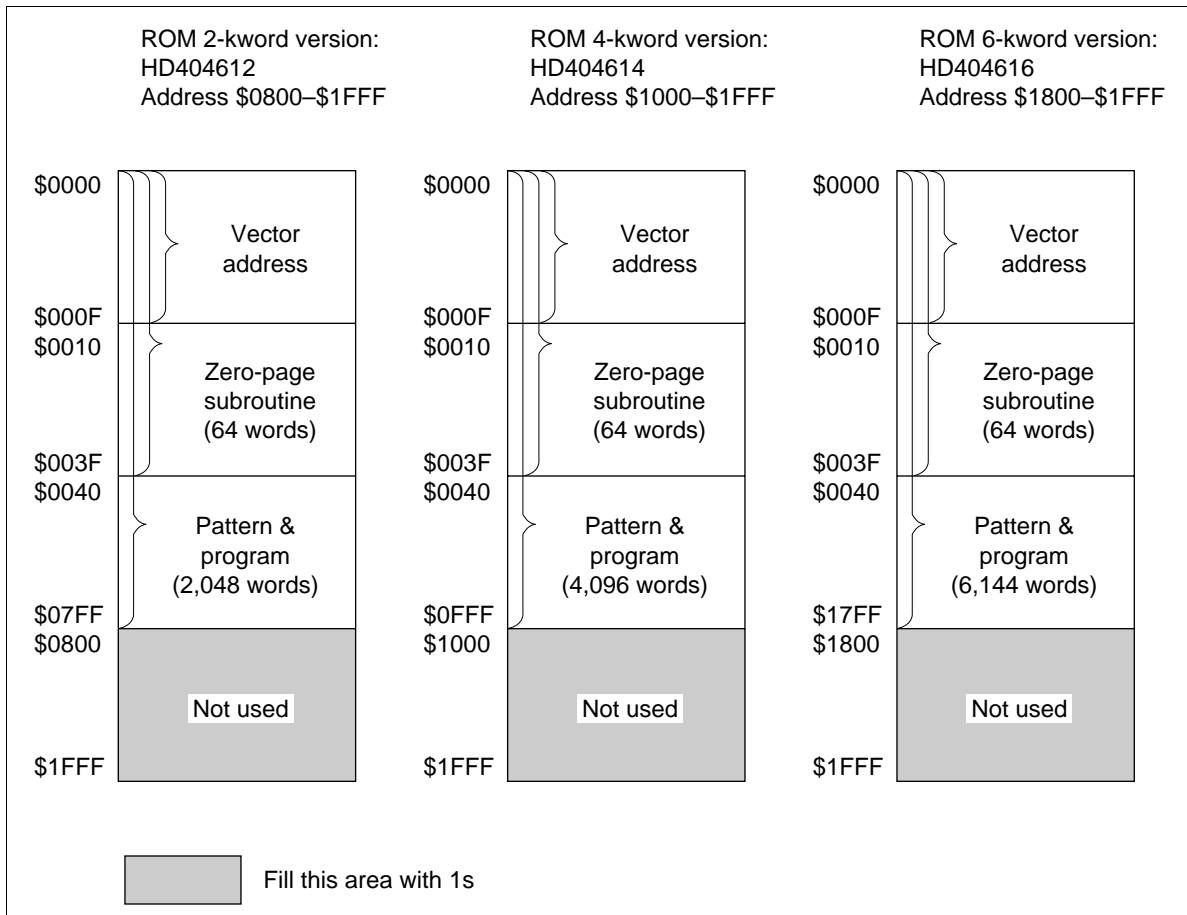 ROM 2-kword version:
HD404612
Address $0800–$1FFF
ROM 4-kword version:
HD404614
Address $1000–$1FFF
ROM 6-kword version:
HD404616
Address $1800–$1FFF
$0000
Vector
address
$000F
$0010
Zero-page
subroutine
(64 words)
$003F
$0040
Pattern &
program
(2,048 words)
$07FF
$0800
Not used
$1FFF
$0000
Vector
address
$000F
$0010
Zero-page
subroutine
(64 words)
$003F
$0040
Pattern &
program
(4,096 words)
$0FFF
$1000
Not used
$1FFF
$0000
Vector
address
$000F
$0010
Zero-page
subroutine
(64 words)
$003F
$0040
Pattern &
program
(6,144 words)
$17FF
$1800
Not used
$1FFF
Fill this area with 1s